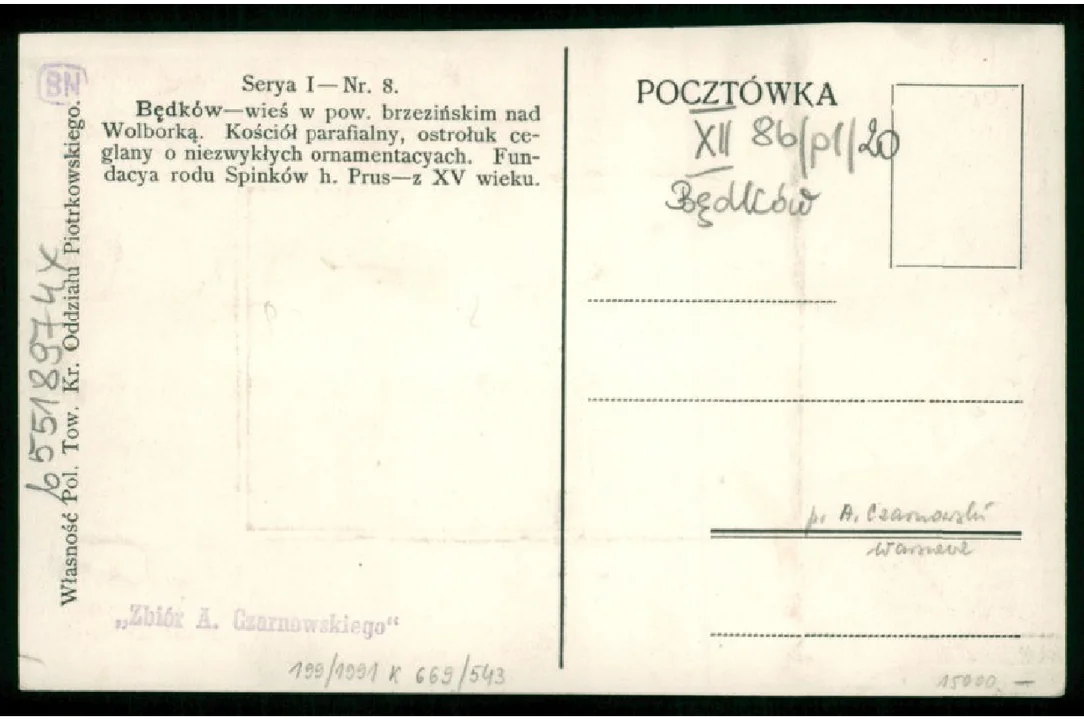 BN
Serya I—Nr. 8.
Będków—wieś w pow. brzezińskim nad
Wolborką. Kościół parafialny, ostrołuk ce-
glany o niezwykłych ornamentacyach. Fun-
dacya rodu Spinków h. Prus—z XV wieku.
Własność Pol. Tow. Kr. Oddziału Piotrkowskiego.
b5518974x
„Zbiór A. Czarnowskiego“
199/1991 K 669/543
POCZTÓWKA
XII 86/pl/20
Będków
p. A. Czarnowski
Warszawa
15000.—